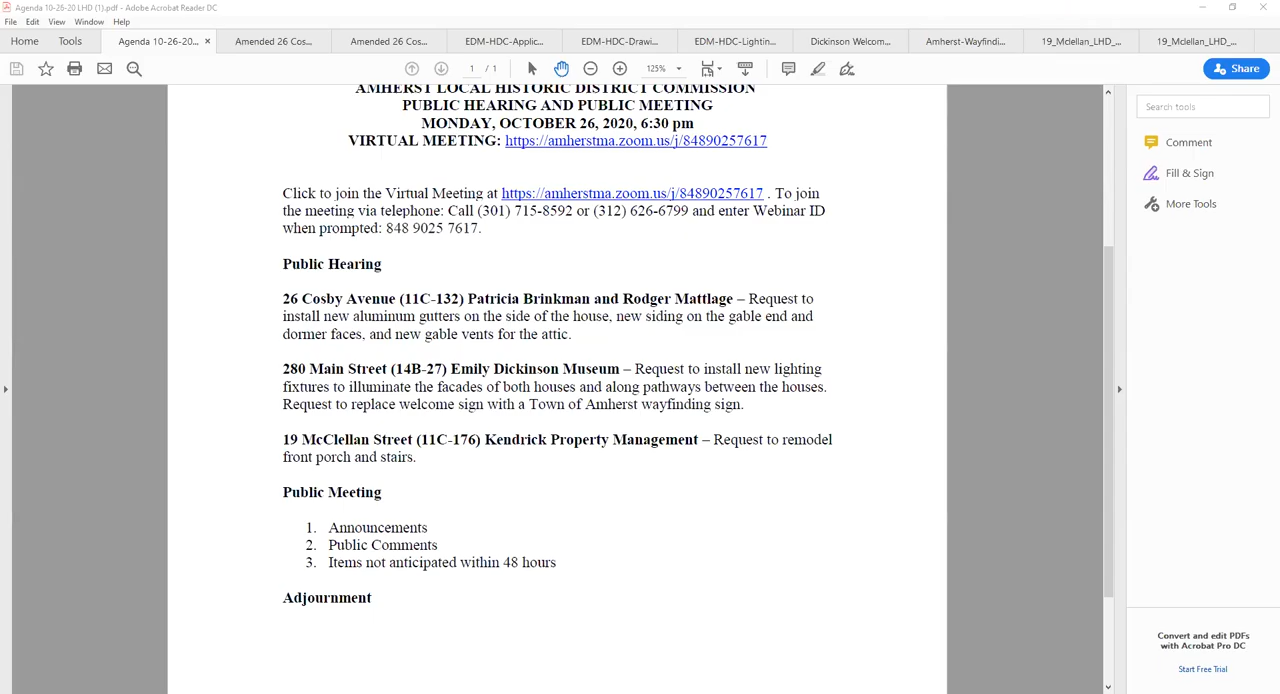 Agenda 10-26-20 LHD (1).pdf - Adobe Acrobat Reader DC
File Edit View Window Help
Home Tools Agenda 10-26-20... × Amended 26 Cos... Amended 26 Cos... EDM-HDC-Applic... EDM-HDC-Drawi... EDM-HDC-Lightin... Dickinson Welcom... Amherst-Wayfindi... 19_Mclellan_LHD_... 19_Mclellan_LHD_...
1 / 1 125% Share
AMHERST LOCAL HISTORIC DISTRICT COMMISSION
PUBLIC HEARING AND PUBLIC MEETING
MONDAY, OCTOBER 26, 2020, 6:30 pm
VIRTUAL MEETING: https://amherstma.zoom.us/j/84890257617
Click to join the Virtual Meeting at https://amherstma.zoom.us/j/84890257617 . To join
the meeting via telephone: Call (301) 715-8592 or (312) 626-6799 and enter Webinar ID
when prompted: 848 9025 7617.
Public Hearing
26 Cosby Avenue (11C-132) Patricia Brinkman and Rodger Mattlage – Request to
install new aluminum gutters on the side of the house, new siding on the gable end and
dormer faces, and new gable vents for the attic.
280 Main Street (14B-27) Emily Dickinson Museum – Request to install new lighting
fixtures to illuminate the facades of both houses and along pathways between the houses.
Request to replace welcome sign with a Town of Amherst wayfinding sign.
19 McClellan Street (11C-176) Kendrick Property Management – Request to remodel
front porch and stairs.
Public Meeting
1. Announcements
2. Public Comments
3. Items not anticipated within 48 hours
Adjournment
Search tools
Comment
Fill & Sign
More Tools
Convert and edit PDFs
with Acrobat Pro DC
Start Free Trial